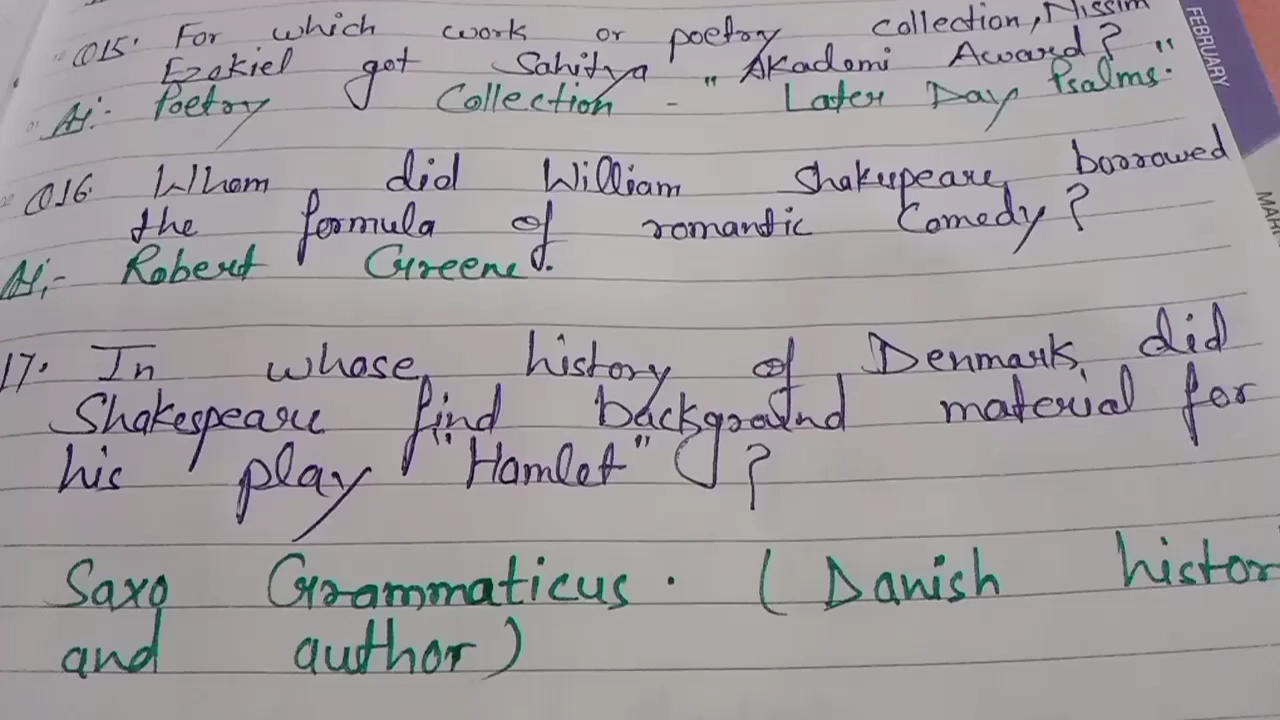 Q15. For which work or poetry collection, Nissim
Ezekiel got Sahitya Akademi Award?
A:- Poetry Collection - "Later Day Psalms."
Q16. Whom did William Shakespeare borrowed
the formula of romantic Comedy?
A:- Robert Greene.
17. In whose history of Denmark, did
Shakespeare find background material for
his play "Hamlet"?
Saxo Grammaticus. (Danish histor
and author)
FEBRUARY